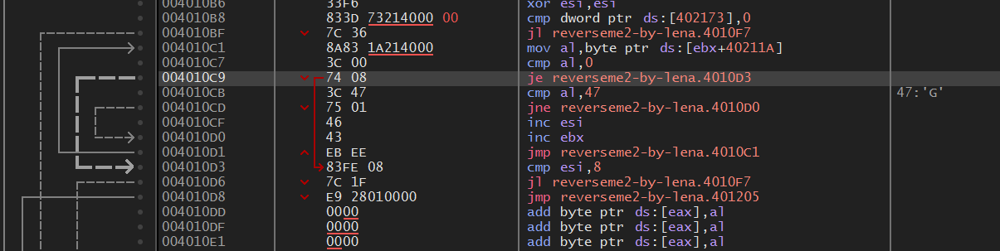 004010B6 33F6 xor esi,esi
004010B8 833D 73214000 00 cmp dword ptr ds:[402173],0
004010BF 7C 36 jl reverseme2-by-lena.4010F7
004010C1 8A83 1A214000 mov al,byte ptr ds:[ebx+40211A]
004010C7 3C 00 cmp al,0
004010C9 74 08 je reverseme2-by-lena.4010D3
004010CB 3C 47 cmp al,47 47:'G'
004010CD 75 01 jne reverseme2-by-lena.4010D0
004010CF 46 inc esi
004010D0 43 inc ebx
004010D1 EB EE jmp reverseme2-by-lena.4010C1
004010D3 83FE 08 cmp esi,8
004010D6 7C 1F jl reverseme2-by-lena.4010F7
004010D8 E9 28010000 jmp reverseme2-by-lena.401205
004010DD 0000 add byte ptr ds:[eax],al
004010DF 0000 add byte ptr ds:[eax],al
004010E1 0000 add byte ptr ds:[eax],al